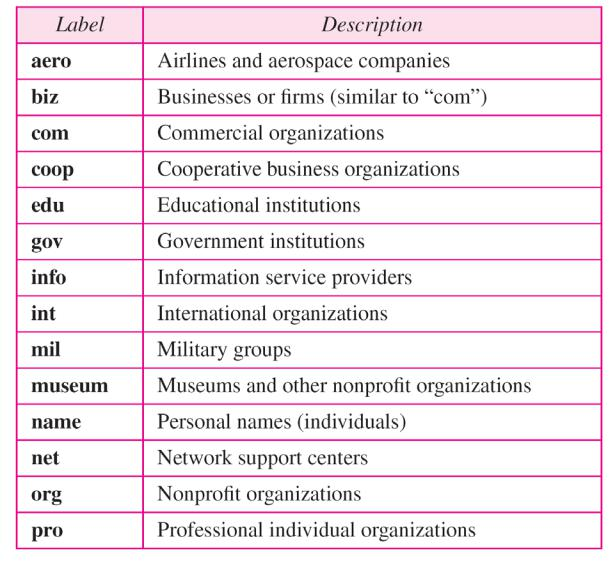 Label Description
aero Airlines and aerospace companies
biz Businesses or firms (similar to “com”)
com Commercial organizations
coop Cooperative business organizations
edu Educational institutions
gov Government institutions
info Information service providers
int International organizations
mil Military groups
museum Museums and other nonprofit organizations
name Personal names (individuals)
net Network support centers
org Nonprofit organizations
pro Professional individual organizations